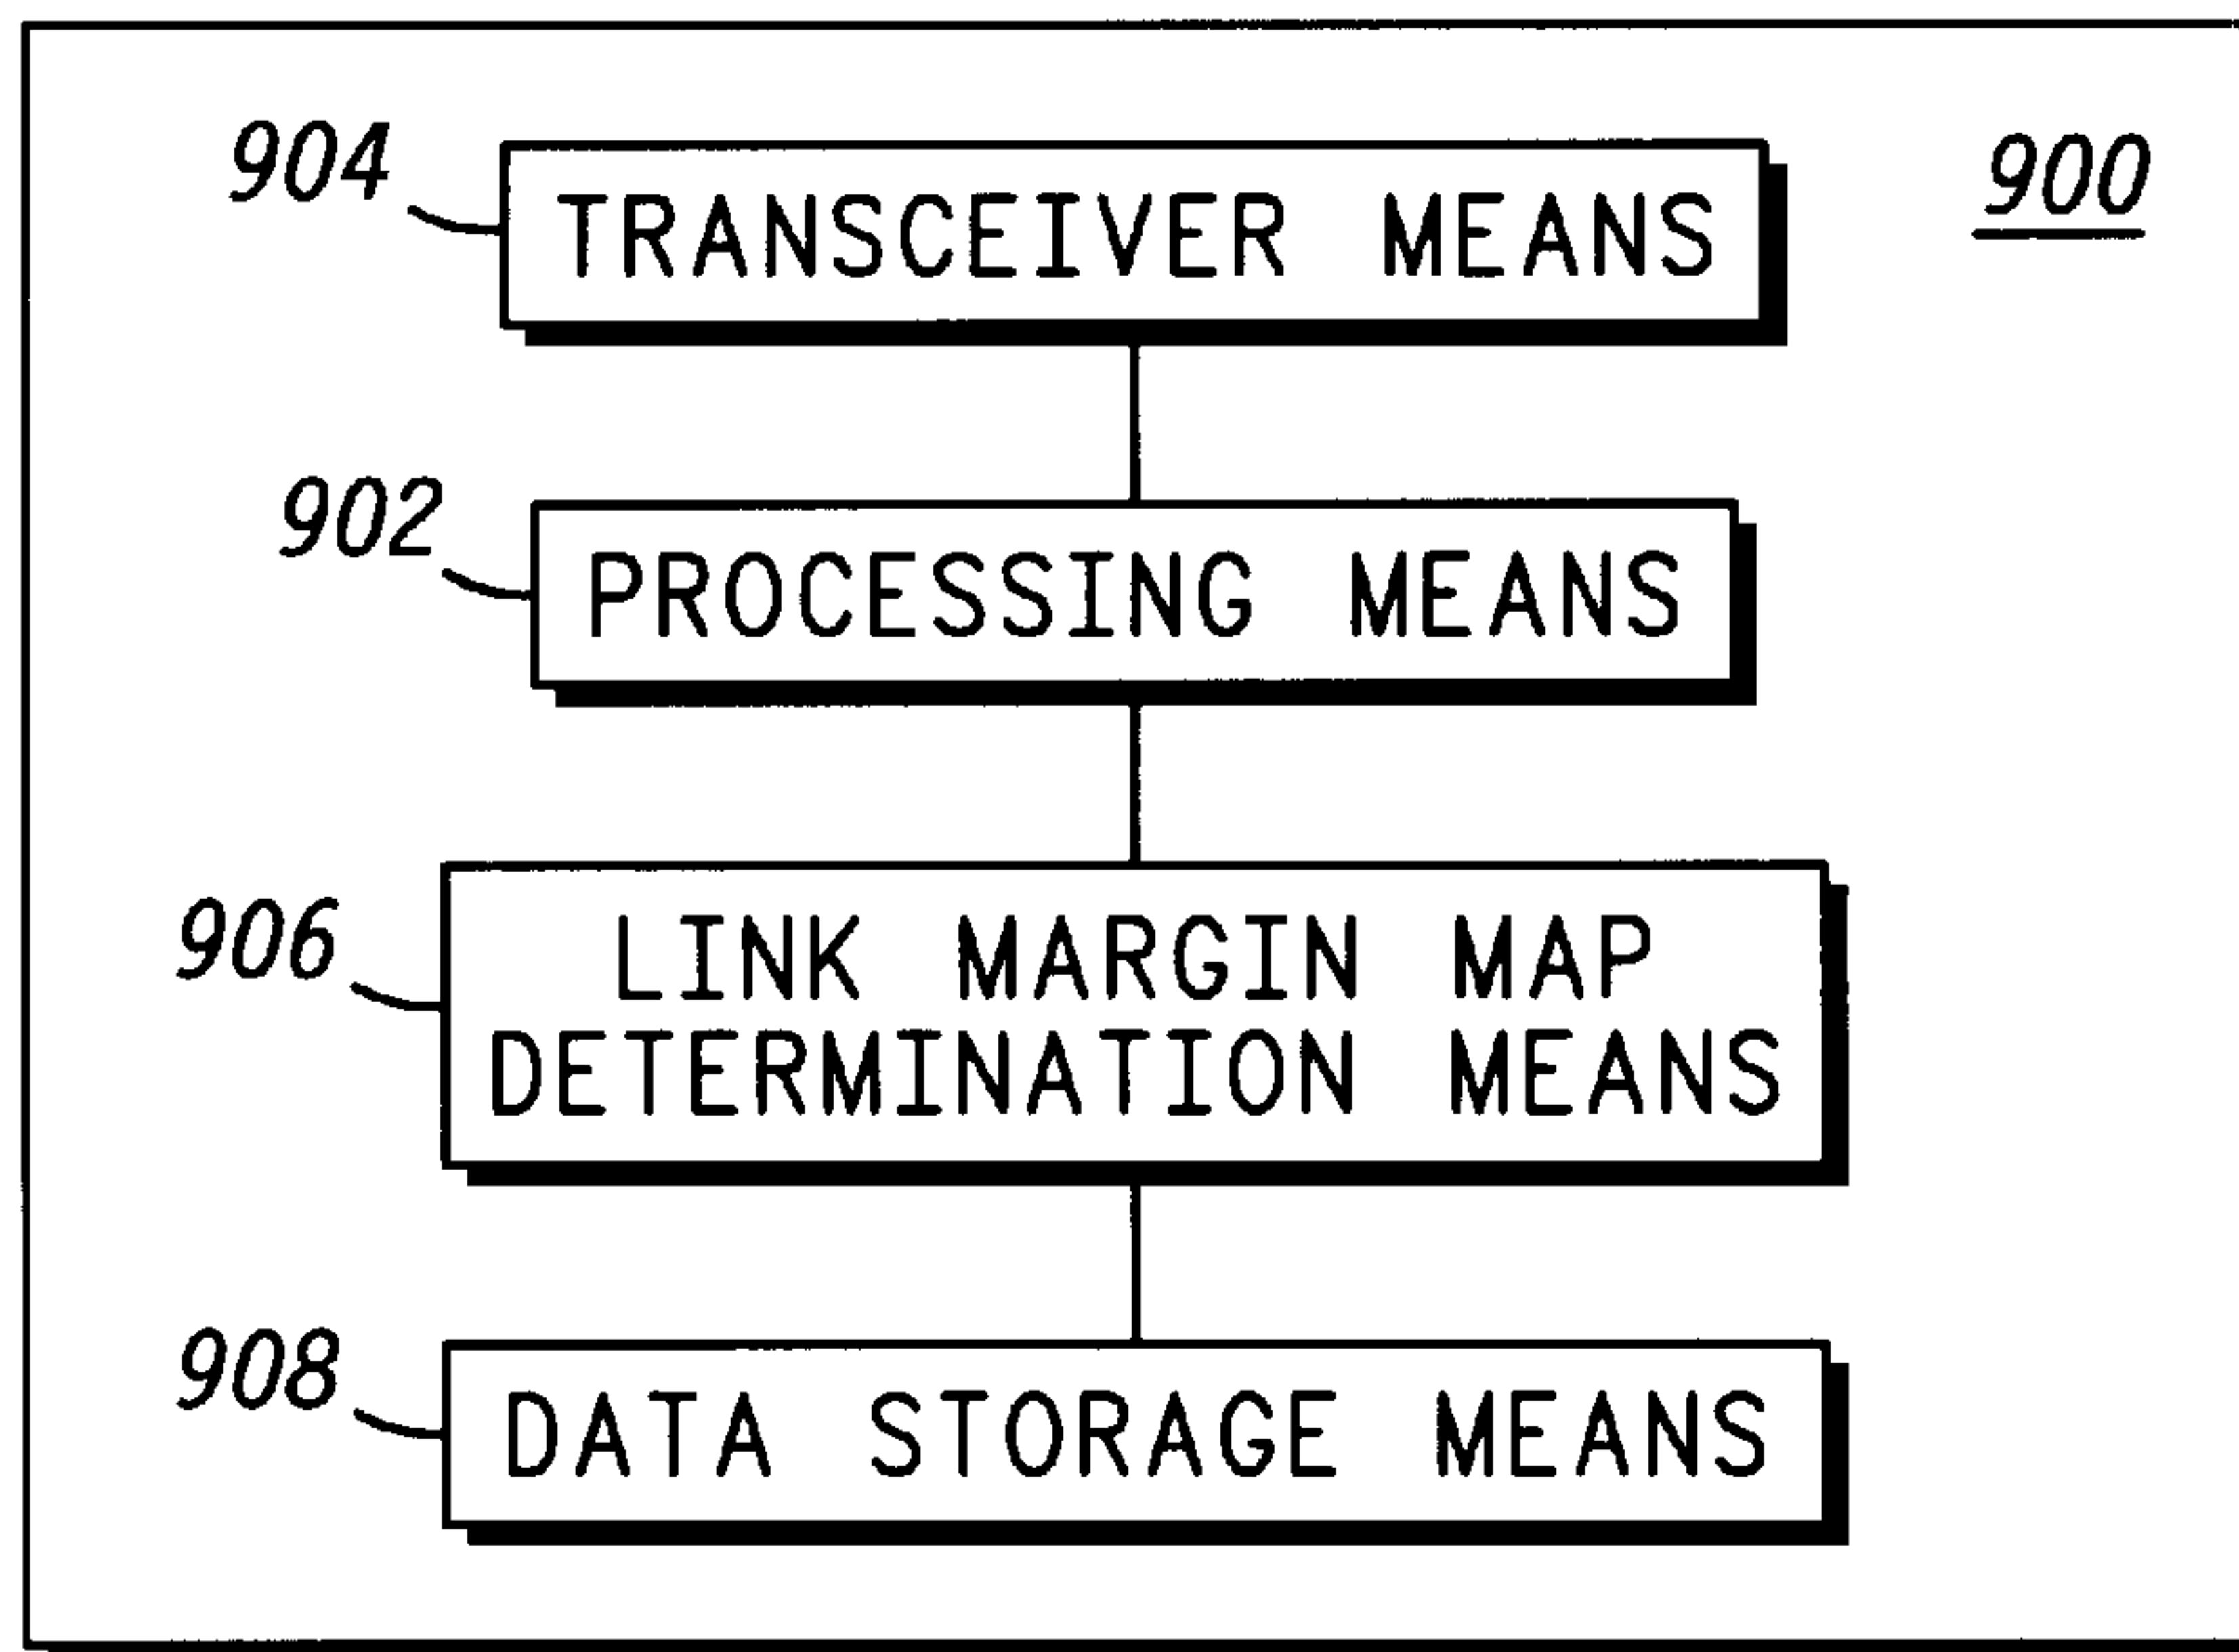 904
TRANSCEIVER MEANS
900
902
PROCESSING MEANS
906
LINK MARGIN MAP
DETERMINATION MEANS
908
DATA STORAGE MEANS